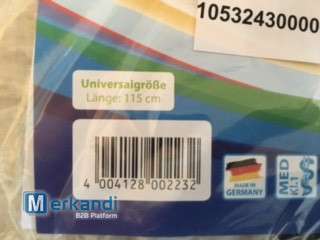 10532430000
Universalgröße
Länge: 115 cm
4 004128 002232
MADE IN
GERMANY
MED
KL.1
Merkandi
B2B Platform